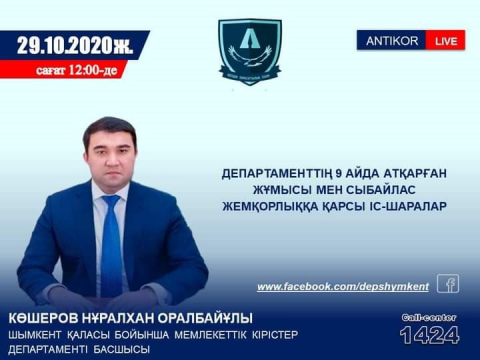 29.10.2020ж.
сағат 12:00-де
ANTIKOR LIVE
ДЕПАРТАМЕНТТІҢ 9 АЙДА АТҚАРҒАН
ЖҰМЫСЫ МЕН СЫБАЙЛАС
ЖЕМҚОРЛЫҚҚА ҚАРСЫ ІС-ШАРАЛАР
www.facebook.com/depshymkent
f
КӨШЕРОВ НҰРАЛХАН ОРАЛБАЙҰЛЫ
ШЫМКЕНТ ҚАЛАСЫ БОЙЫНША МЕМЛЕКЕТТІК КІРІСТЕР
ДЕПАРТАМЕНТІ БАСШЫСЫ
Call-center
1424